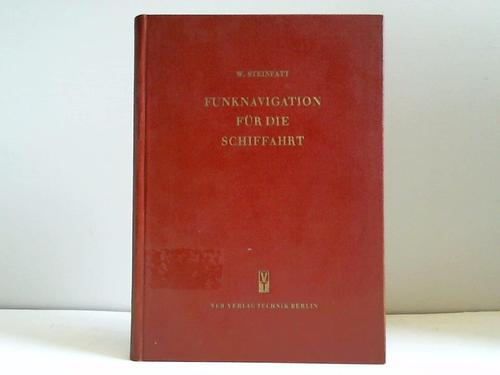 W. STEINFATT
FUNKNAVIGATION
FÜR DIE
SCHIFFAHRT
VT
VEB VERLAG TECHNIK BERLIN